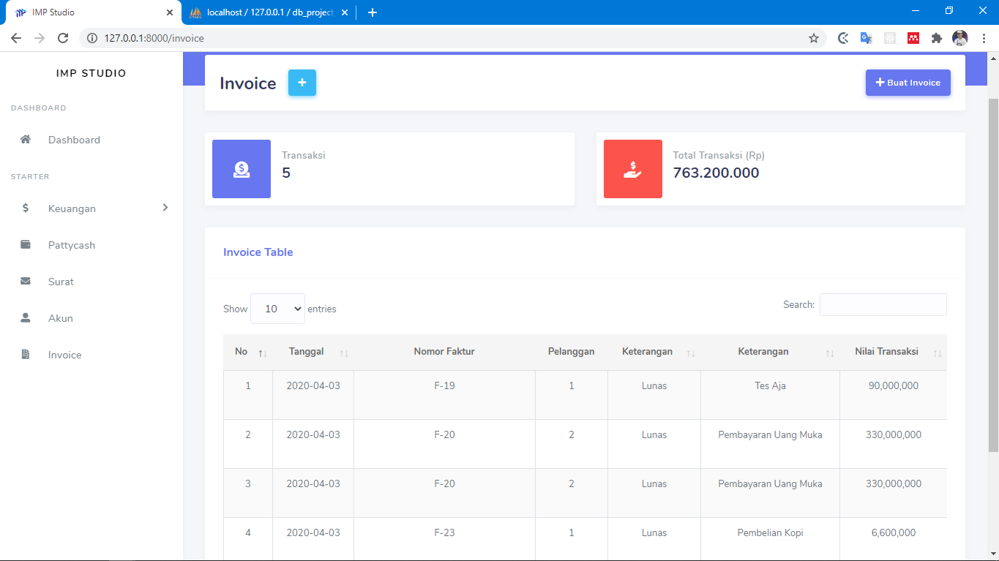 IMP Studio
localhost / 127.0.0.1 / db_project
127.0.0.1:8000/invoice
IMP STUDIO
DASHBOARD
Dashboard
STARTER
Keuangan
Pattycash
Surat
Akun
Invoice
Invoice
+
+ Buat Invoice
Transaksi
5
Total Transaksi (Rp)
763.200.000
Invoice Table
Show 10 entries
Search:
No Tanggal Nomor Faktur Pelanggan Keterangan Keterangan Nilai Transaksi
1 2020-04-03 F-19 1 Lunas Tes Aja 90,000,000
2 2020-04-03 F-20 2 Lunas Pembayaran Uang Muka 330,000,000
3 2020-04-03 F-20 2 Lunas Pembayaran Uang Muka 330,000,000
4 2020-04-03 F-23 1 Lunas Pembelian Kopi 6,600,000